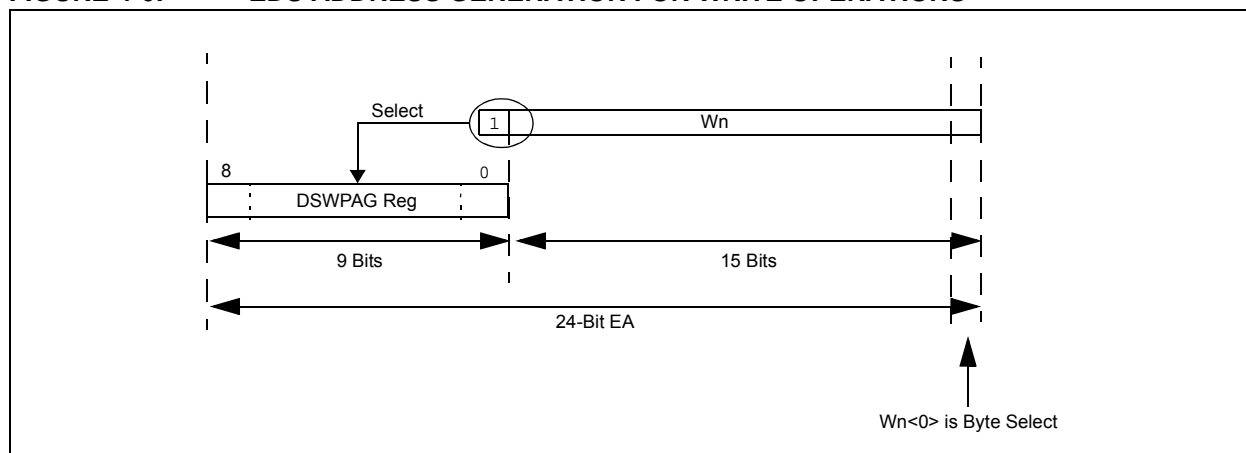 Select
1
Wn
8
0
DSWPAG Reg
9 Bits
15 Bits
24-Bit EA
Wn<0> is Byte Select